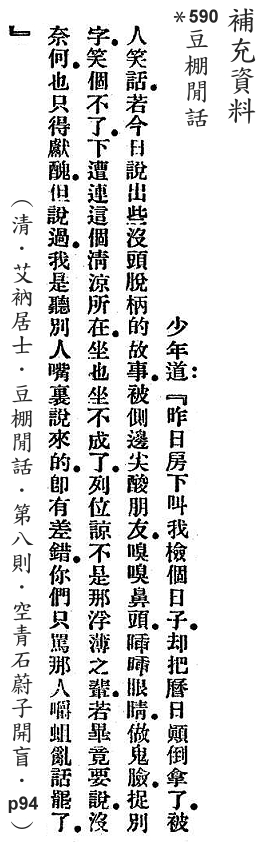 補充資料
*590
豆棚閒話
少年道：『昨日房下叫我檢個日子，却把曆日顚倒拿了，被
人笑話。若今日說出些沒頭脫柄的故事，被側邊尖酸朋友，嗅嗅鼻頭，㖞㖞眼睛，做鬼臉，捉別
字，笑個不了，下遭連這個淸涼所在，坐也坐不成了。列位諒不是那浮薄之輩，若畢竟要說，沒
奈何也只得獻醜。但說過，我是聽別人嘴裏說來的，卽有差錯，你們只罵那人嚼蛆亂話罷了。
』
（清．艾衲居士．豆棚閒話．第八則．空青石蔚子開盲．p94）